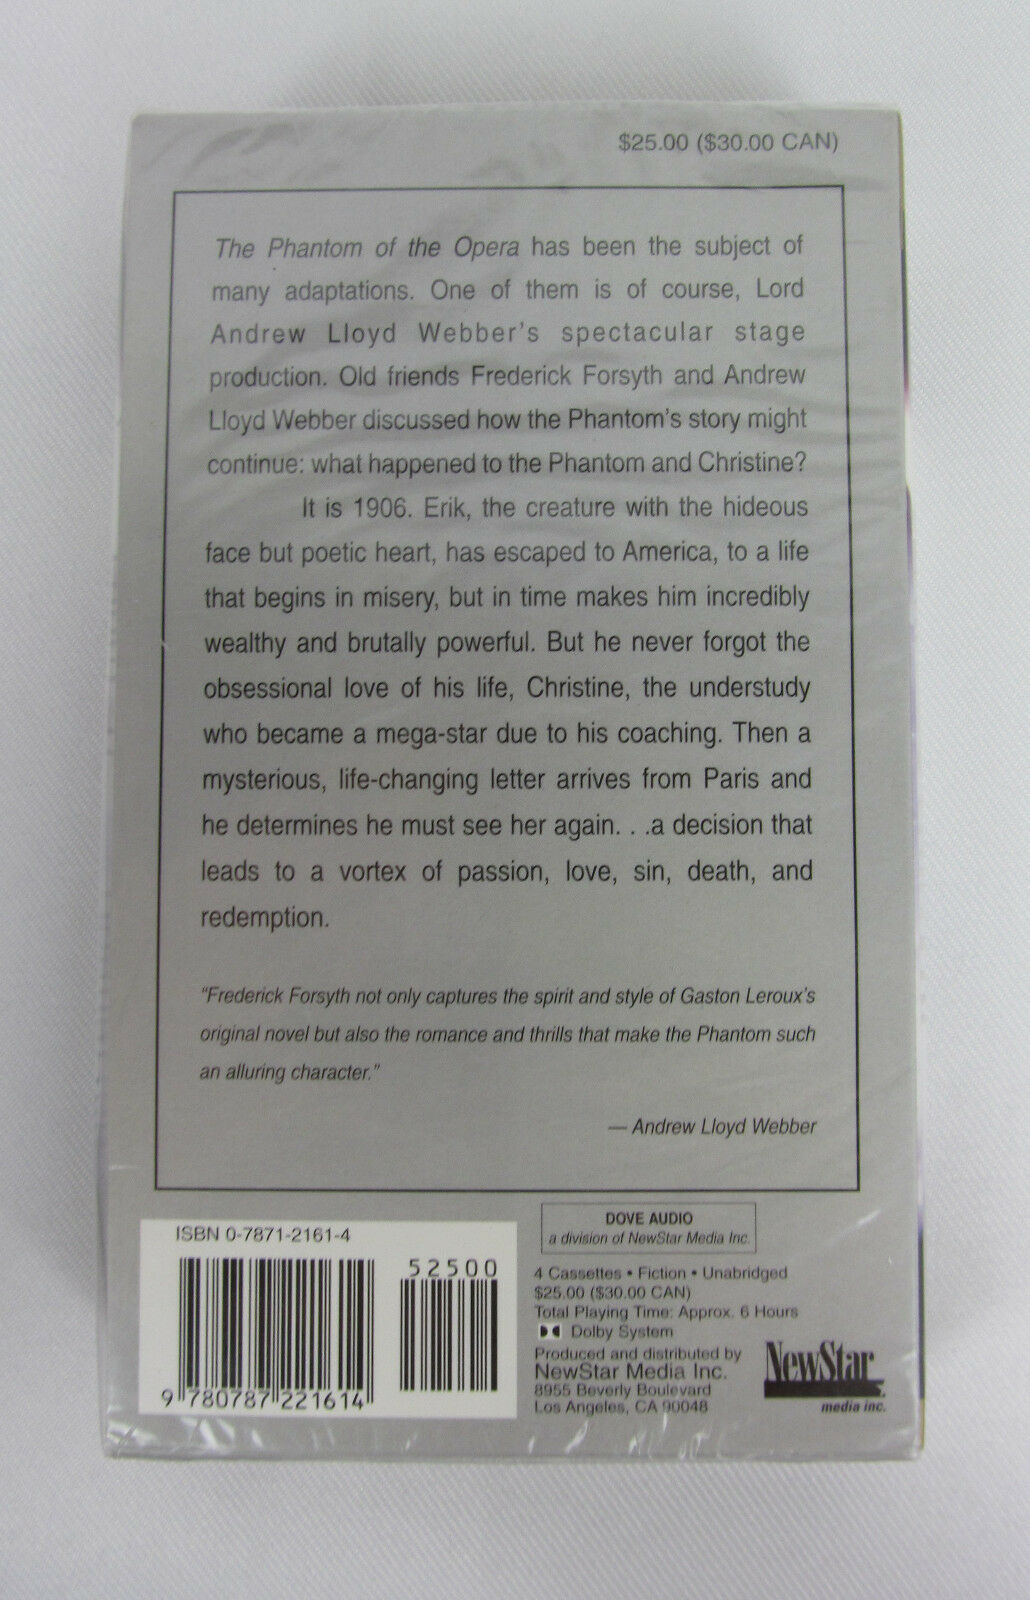 $25.00 ($30.00 CAN)
The Phantom of the Opera has been the subject of
many adaptations. One of them is of course, Lord
Andrew Lloyd Webber's spectacular stage
production. Old friends Frederick Forsyth and Andrew
Lloyd Webber discussed how the Phantom's story might
continue: what happened to the Phantom and Christine?
It is 1906. Erik, the creature with the hideous
face but poetic heart, has escaped to America, to a life
that begins in misery, but in time makes him incredibly
wealthy and brutally powerful. But he never forgot the
obsessional love of his life, Christine, the understudy
who became a mega-star due to his coaching. Then a
mysterious, life-changing letter arrives from Paris and
he determines he must see her again. . .a decision that
leads to a vortex of passion, love, sin, death, and
redemption.
"Frederick Forsyth not only captures the spirit and style of Gaston Leroux's
original novel but also the romance and thrills that make the Phantom such
an alluring character."
— Andrew Lloyd Webber
ISBN 0-7871-2161-4
52500
9 780787 221614
DOVE AUDIO
a division of NewStar Media Inc.
4 Cassettes • Fiction • Unabridged
$25.00 ($30.00 CAN)
Total Playing Time: Approx. 6 Hours
Dolby System
Produced and distributed by
NewStar Media Inc.
8955 Beverly Boulevard
Los Angeles, CA 90048
NewStar
media inc.